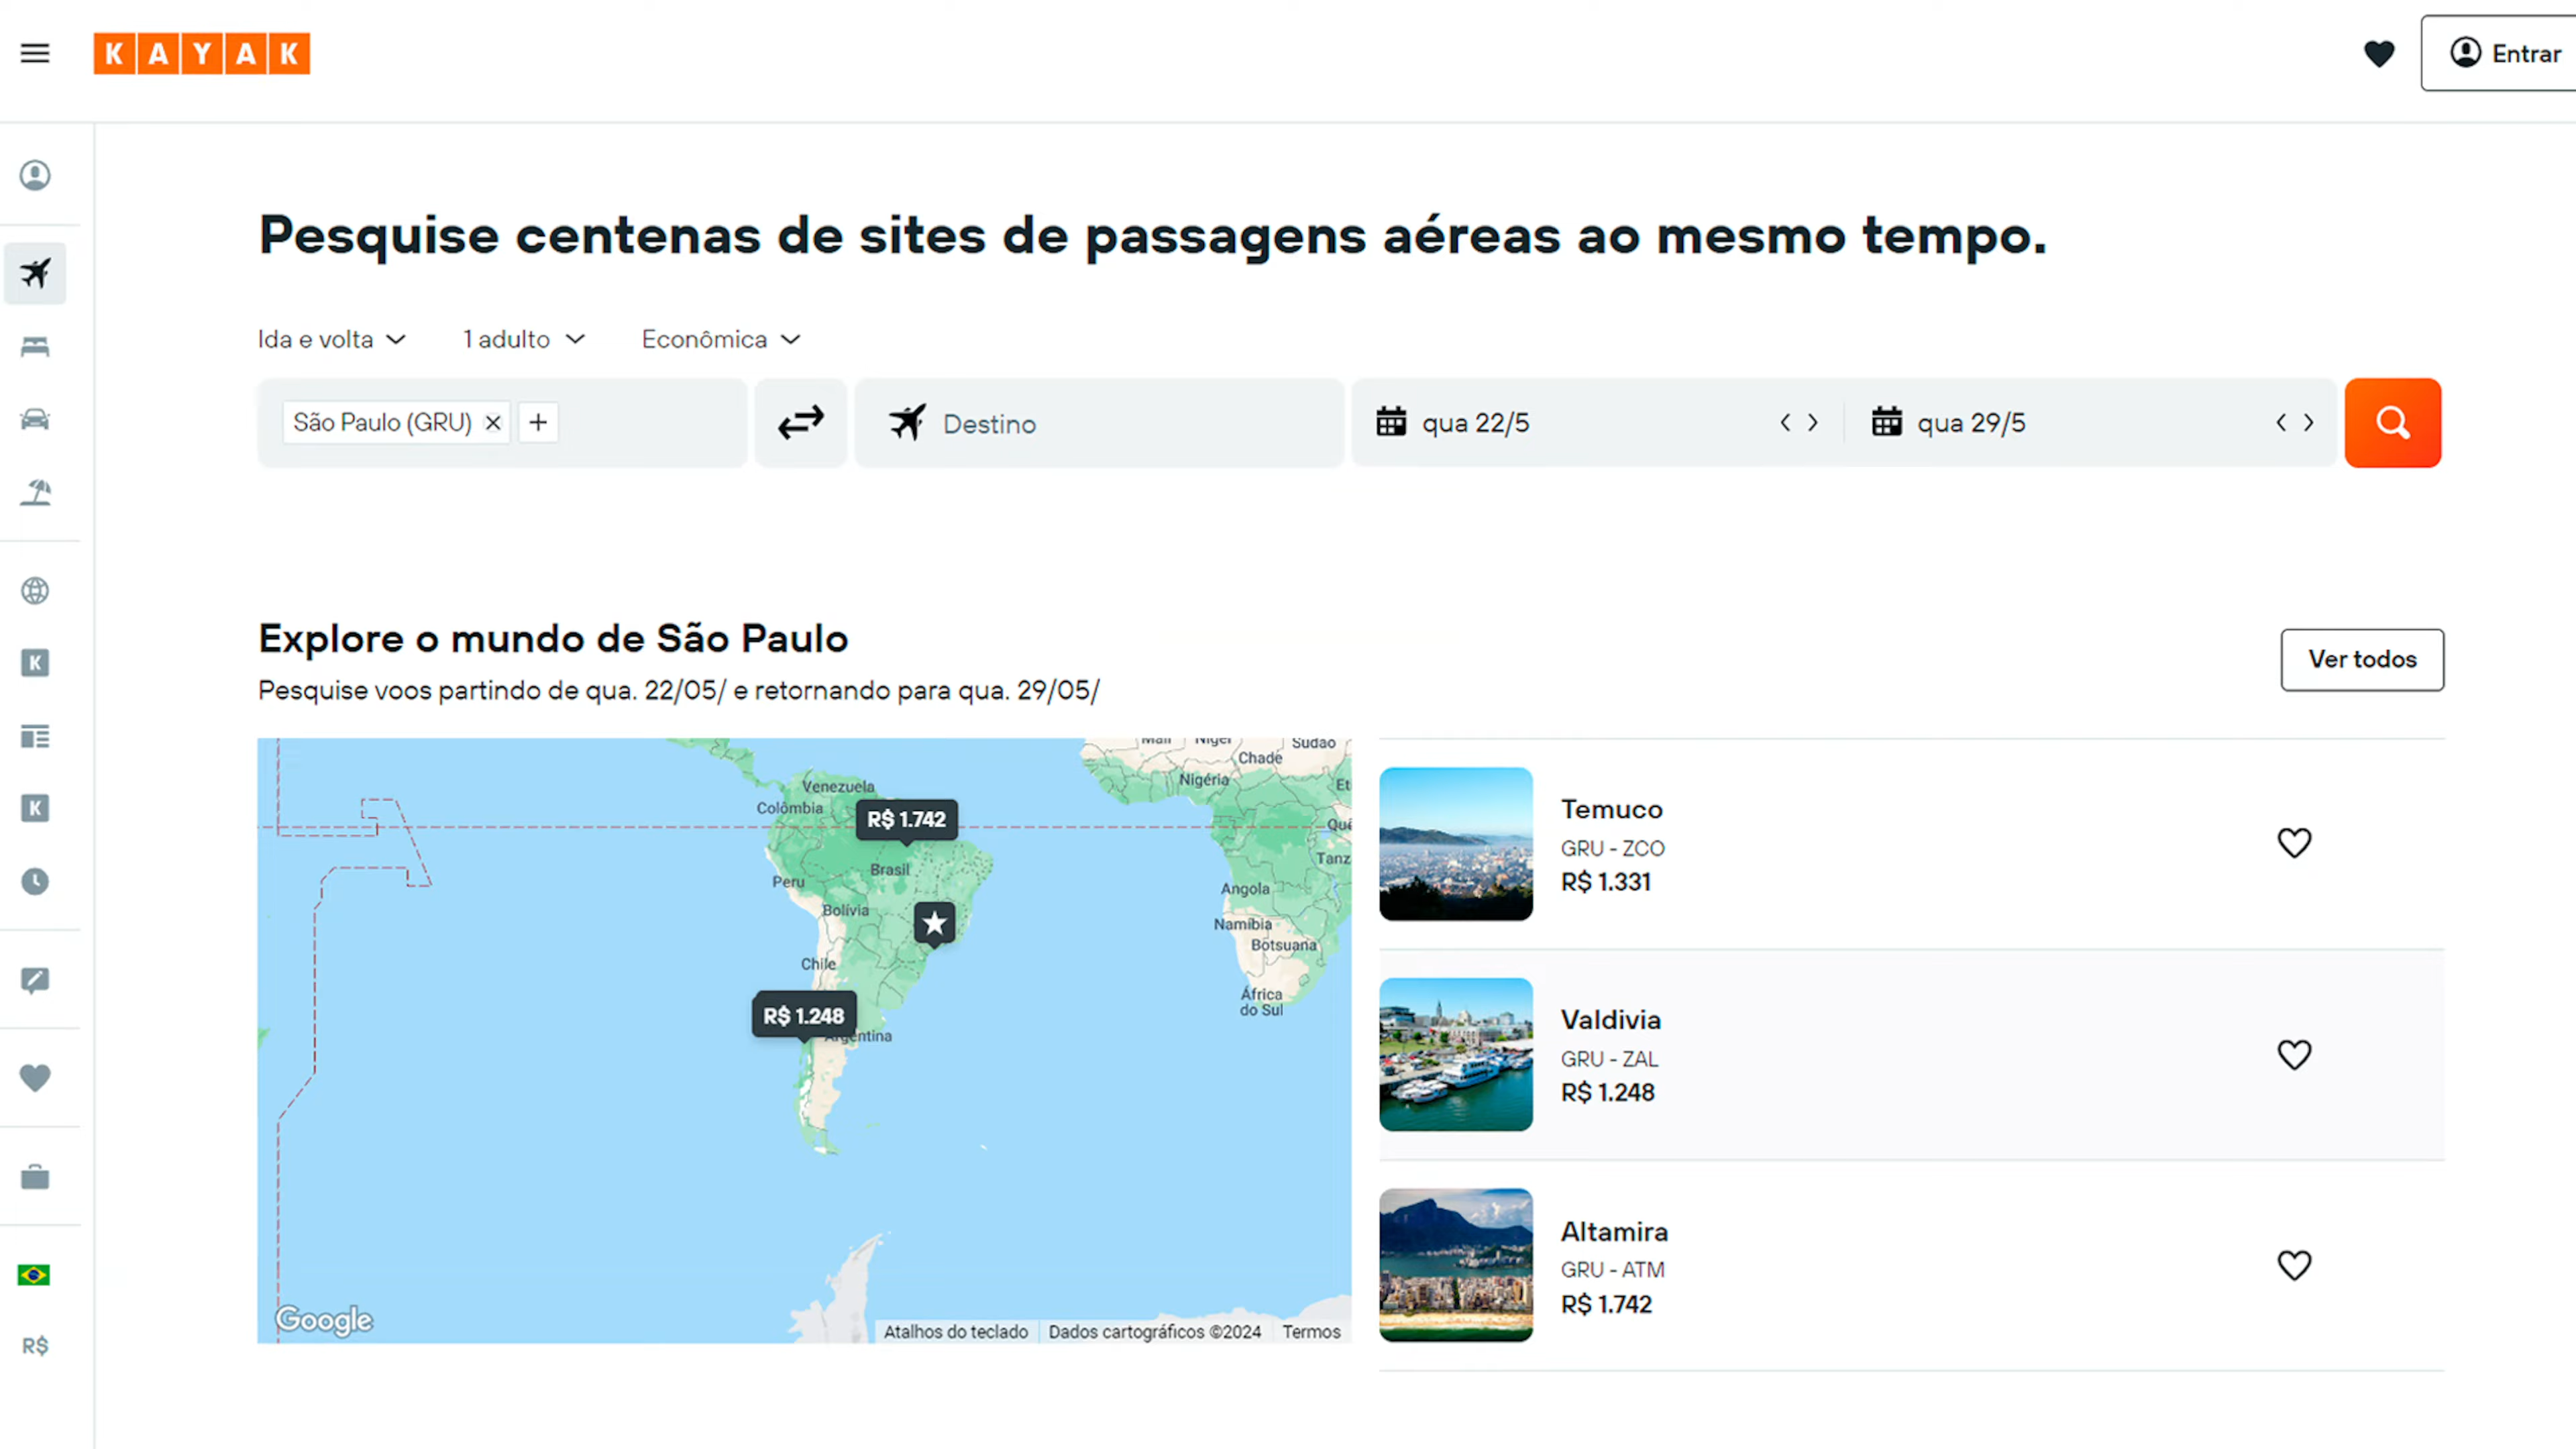 KAYAK
Entrar
Pesquise centenas de sites de passagens aéreas ao mesmo tempo.
Ida e volta
1 adulto
Econômica
São Paulo (GRU)
Destino
qua 22/5
qua 29/5
Explore o mundo de São Paulo
Ver todos
Pesquise voos partindo de qua. 22/05/ e retornando para qua. 29/05/
K
K
R$
Mali
Níger
Sudão
Chade
Nigéria
Venezuela
Colômbia
R$ 1.742
Brasil
Peru
Bolívia
Angola
Namíbia
Botsuana
Chile
África
do Sul
R$ 1.248
Argentina
Google
Atalhos do teclado
Dados cartográficos ©2024
Termos
Temuco
GRU - ZCO
R$ 1.331
Valdivia
GRU - ZAL
R$ 1.248
Altamira
GRU - ATM
R$ 1.742